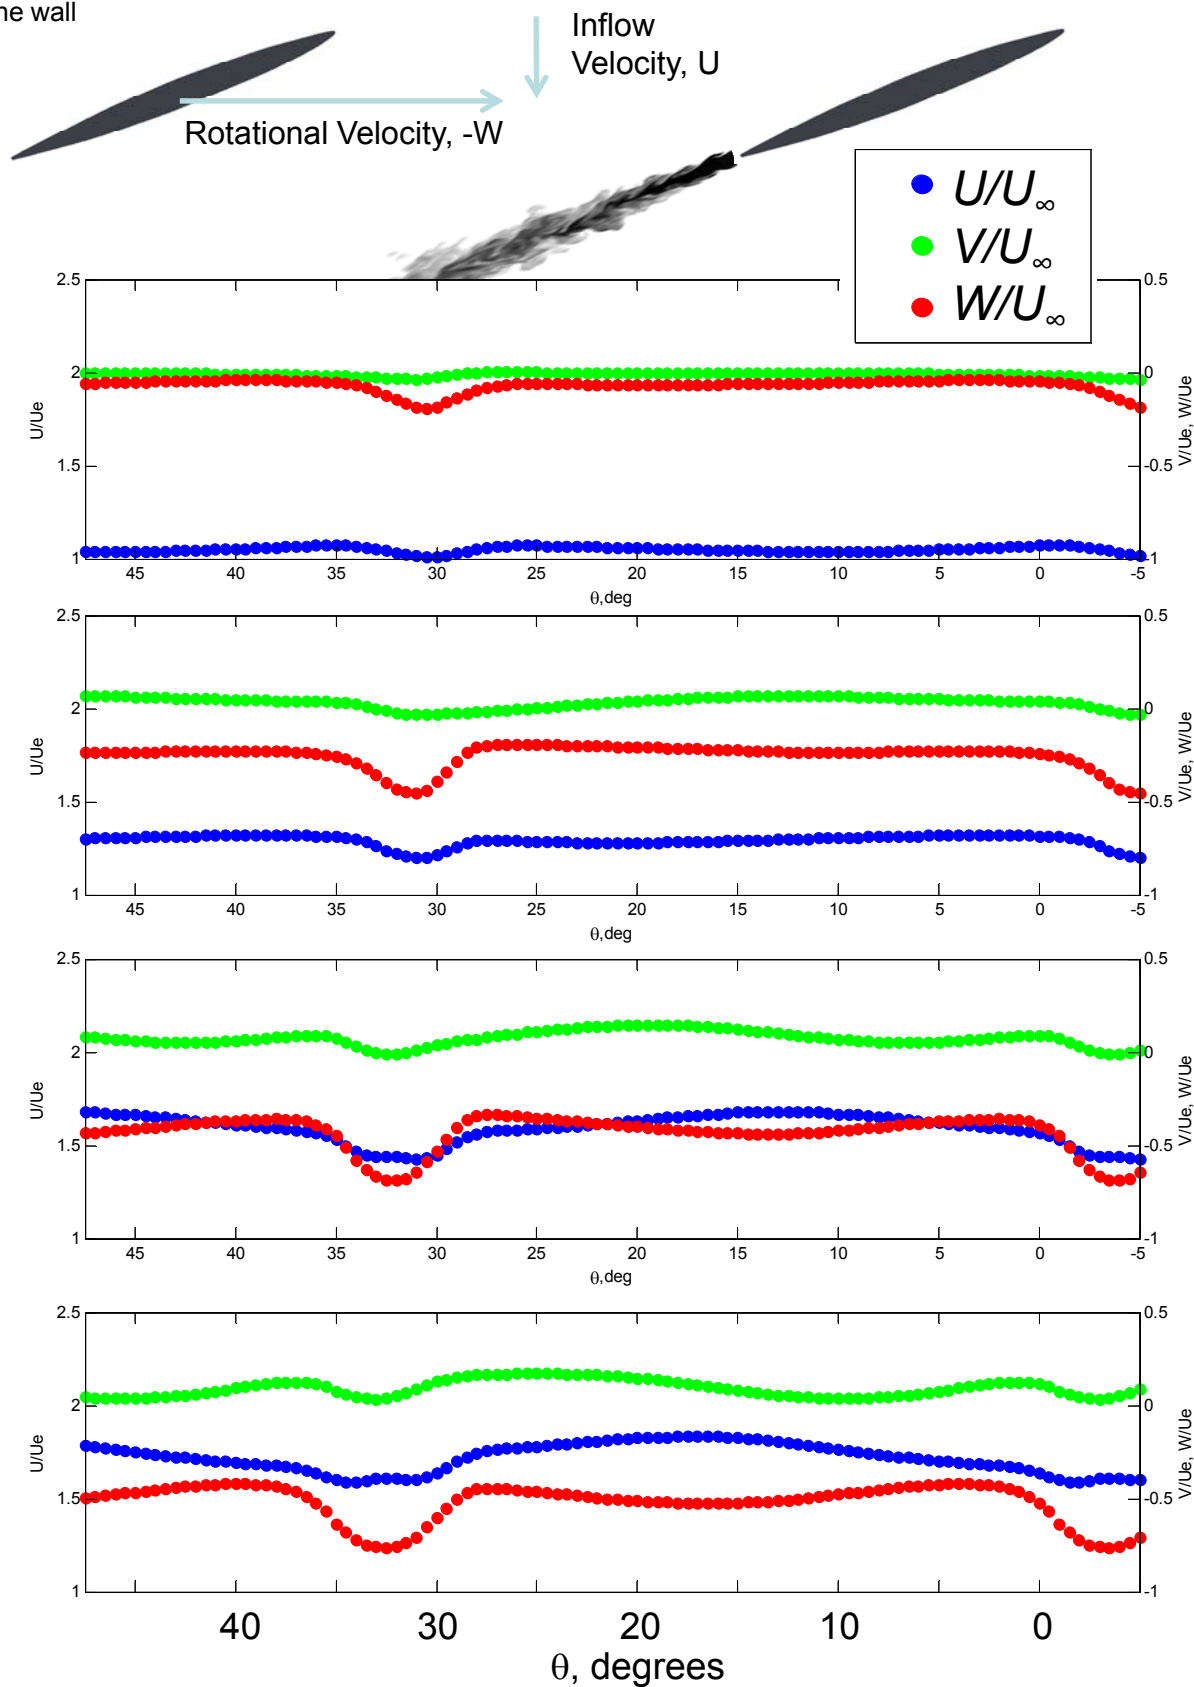 ne wall
Inflow
Velocity, U
Rotational Velocity, -W
U/U∞
V/U∞
W/U∞
2.5
2
1.5
1
U/Ue
0.5
0
-0.5
-1
V/Ue, W/Ue
45 40 35 30 25 20 15 10 5 0 -5
θ,deg
2.5
2
1.5
1
U/Ue
0.5
0
-0.5
-1
V/Ue, W/Ue
45 40 35 30 25 20 15 10 5 0 -5
θ,deg
2.5
2
1.5
1
U/Ue
0.5
0
-0.5
-1
V/Ue, W/Ue
45 40 35 30 25 20 15 10 5 0 -5
θ,deg
2.5
2
1.5
1
U/Ue
0.5
0
-0.5
-1
V/Ue, W/Ue
40 30 20 10 0
θ, degrees